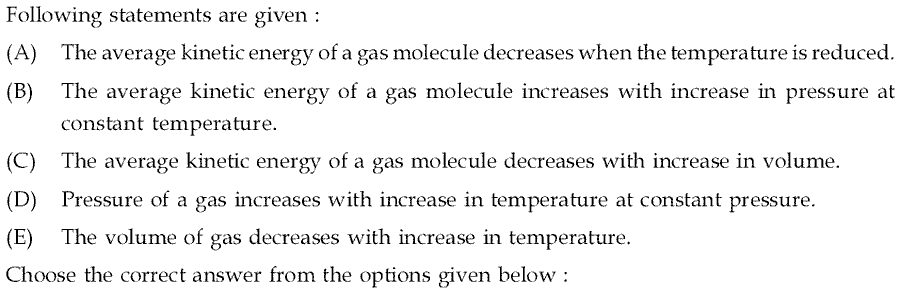 Following statements are given :
(A) The average kinetic energy of a gas molecule decreases when the temperature is reduced.
(B) The average kinetic energy of a gas molecule increases with increase in pressure at
constant temperature.
(C) The average kinetic energy of a gas molecule decreases with increase in volume.
(D) Pressure of a gas increases with increase in temperature at constant pressure.
(E) The volume of gas decreases with increase in temperature.
Choose the correct answer from the options given below :